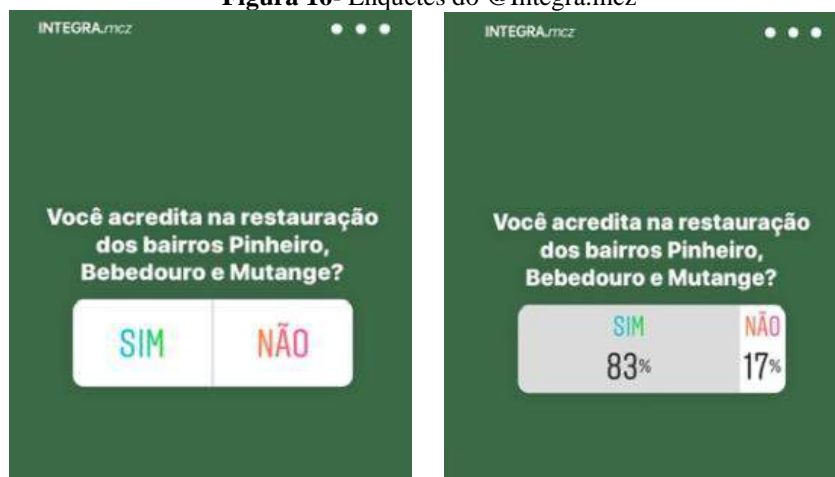 Figura 16- Enquetes do @Integra.mcz
INTEGRA.mcz
Você acredita na restauração
dos bairros Pinheiro,
Bebedouro e Mutange?
SIM NÃO
INTEGRA.mcz
Você acredita na restauração
dos bairros Pinheiro,
Bebedouro e Mutange?
SIM NÃO
83% 17%